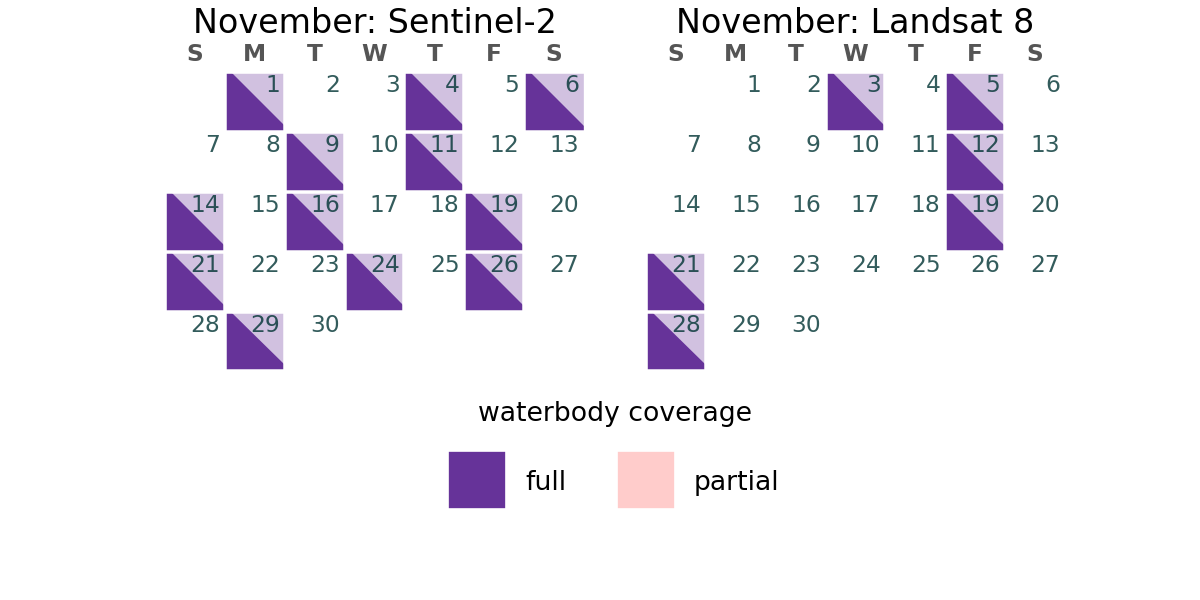 November: Sentinel-2
S M T W T F S
1 2 3 4 5 6
7 8 9 10 11 12 13
14 15 16 17 18 19 20
21 22 23 24 25 26 27
28 29 30
November: Landsat 8
S M T W T F S
1 2 3 4 5 6
7 8 9 10 11 12 13
14 15 16 17 18 19 20
21 22 23 24 25 26 27
28 29 30
waterbody coverage
full partial